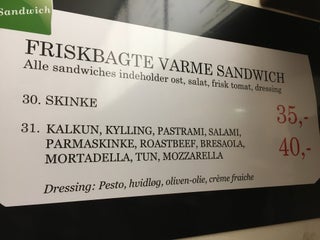 Sandwich
FRISKBAGTE VARME SANDWICH
Alle sandwiches indeholder ost, salat, frisk tomat, dressing
30. SKINKE
35,-
31. KALKUN, KYLLING, PASTRAMI, SALAMI,
PARMASKINKE, ROASTBEEF, BRESAOLA,
MORTADELLA, TUN, MOZZARELLA
40,-
Dressing: Pesto, hvidløg, oliven-olie, crème fraiche